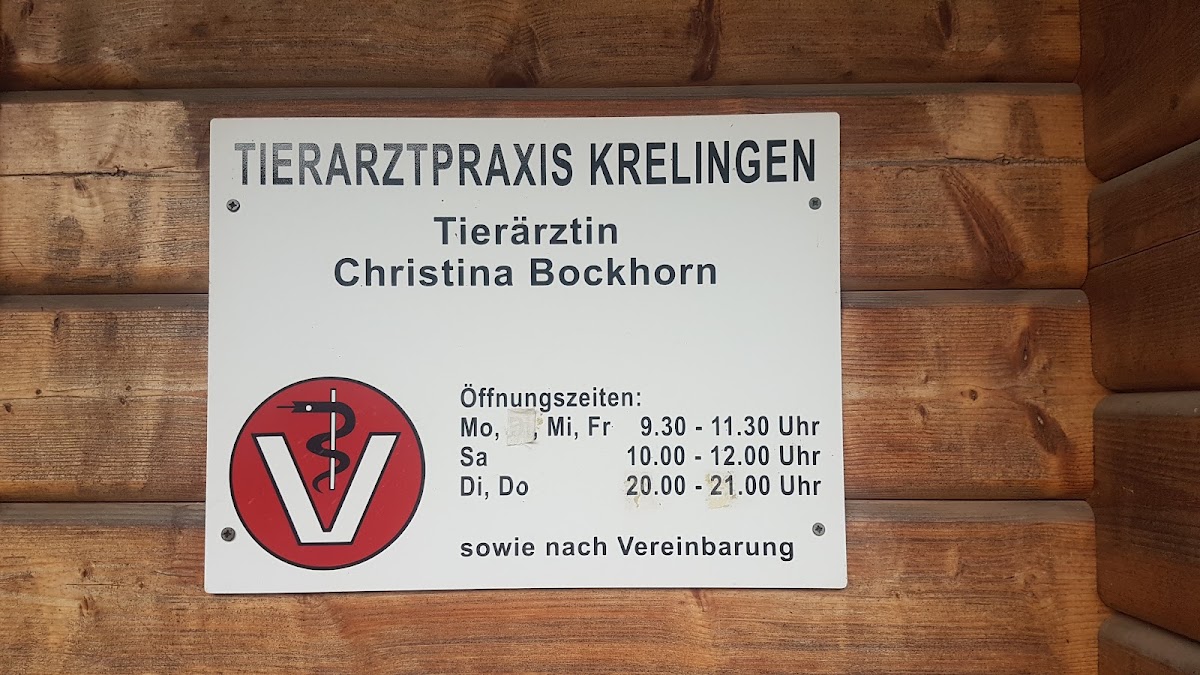 TIERARZTPRAXIS KRELINGEN
Tierärztin
Christina Bockhorn
V
Öffnungszeiten:
Mo, , Mi, Fr 9.30 - 11.30 Uhr
Sa 10.00 - 12.00 Uhr
Di, Do 20.00 - 21.00 Uhr
sowie nach Vereinbarung